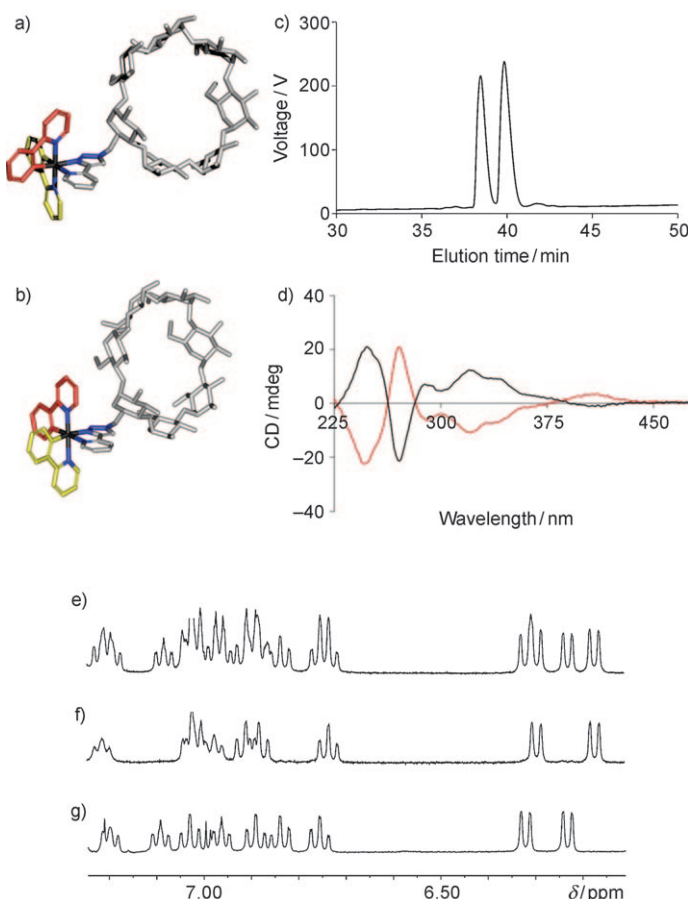 a)
c)
300
200
100
0
Voltage / V
30 35 40 45 50
Elution time / min
b)
d)
40
20
0
–20
–40
CD / mdeg
225 300 375 450
Wavelength / nm
e)
f)
g)
7.00 6.50 δ/ppm